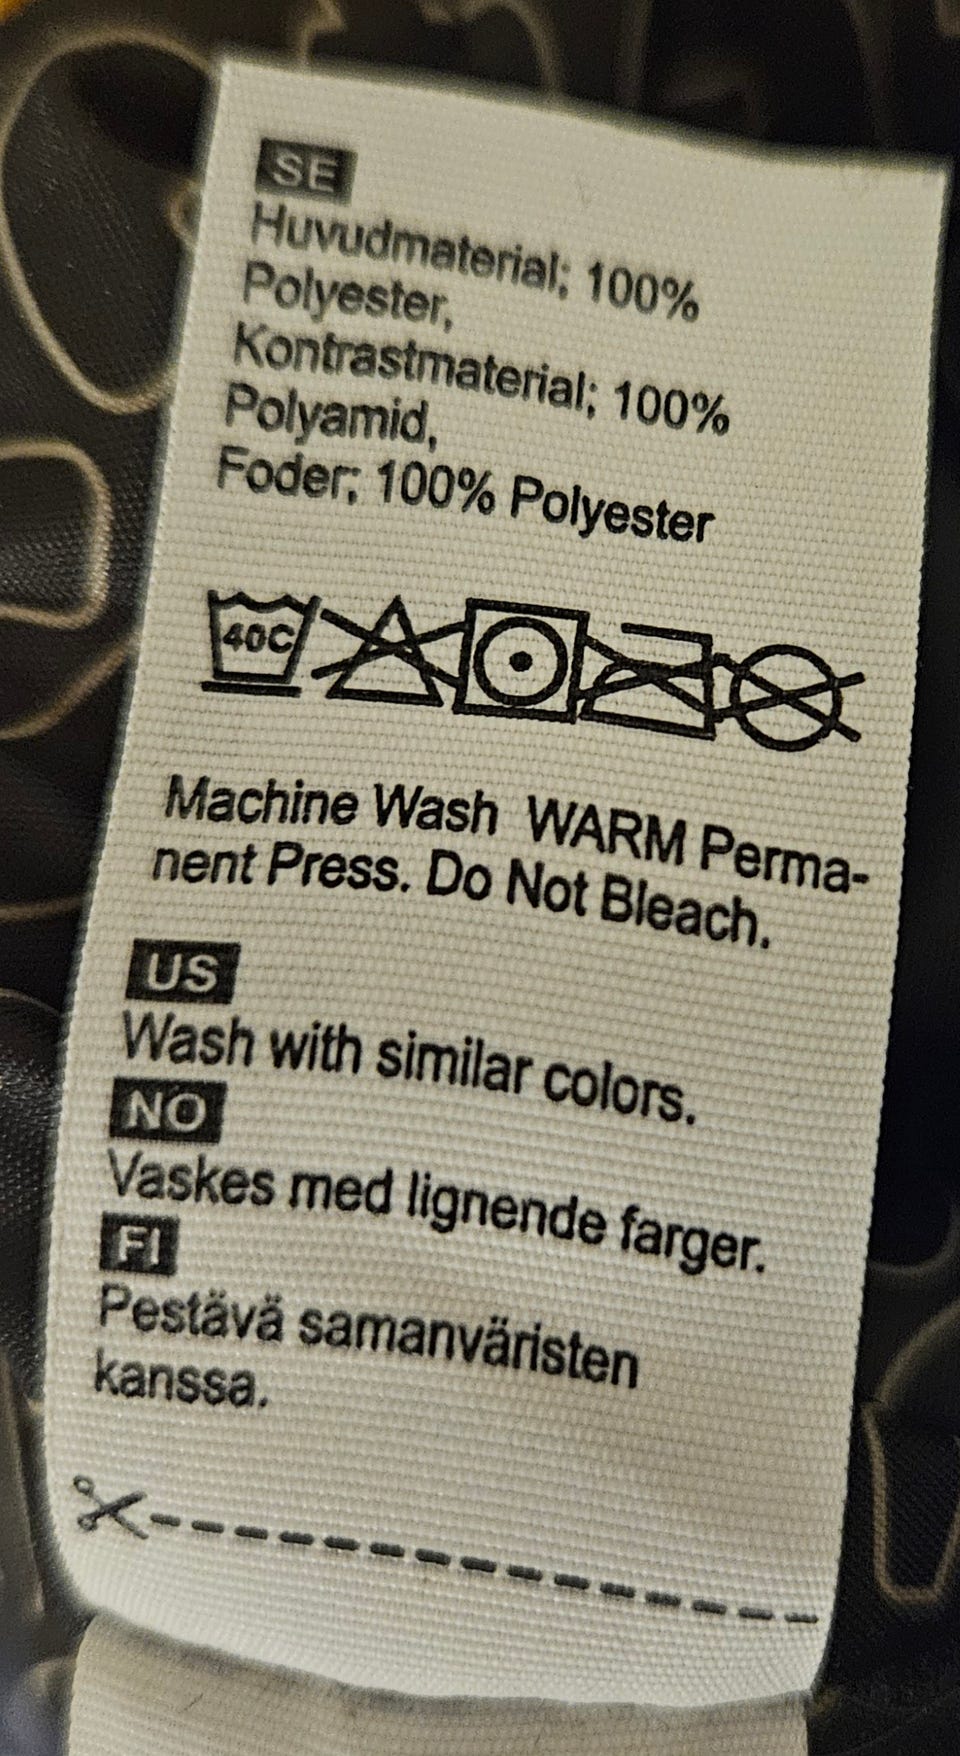 SE
Huvudmaterial; 100%
Polyester,
Kontrastmaterial; 100%
Polyamid,
Foder; 100% Polyester
40C
Machine Wash WARM Perma-
nent Press. Do Not Bleach.
US
Wash with similar colors.
NO
Vaskes med lignende farger.
FI
Pestävä samanväristen
kanssa.